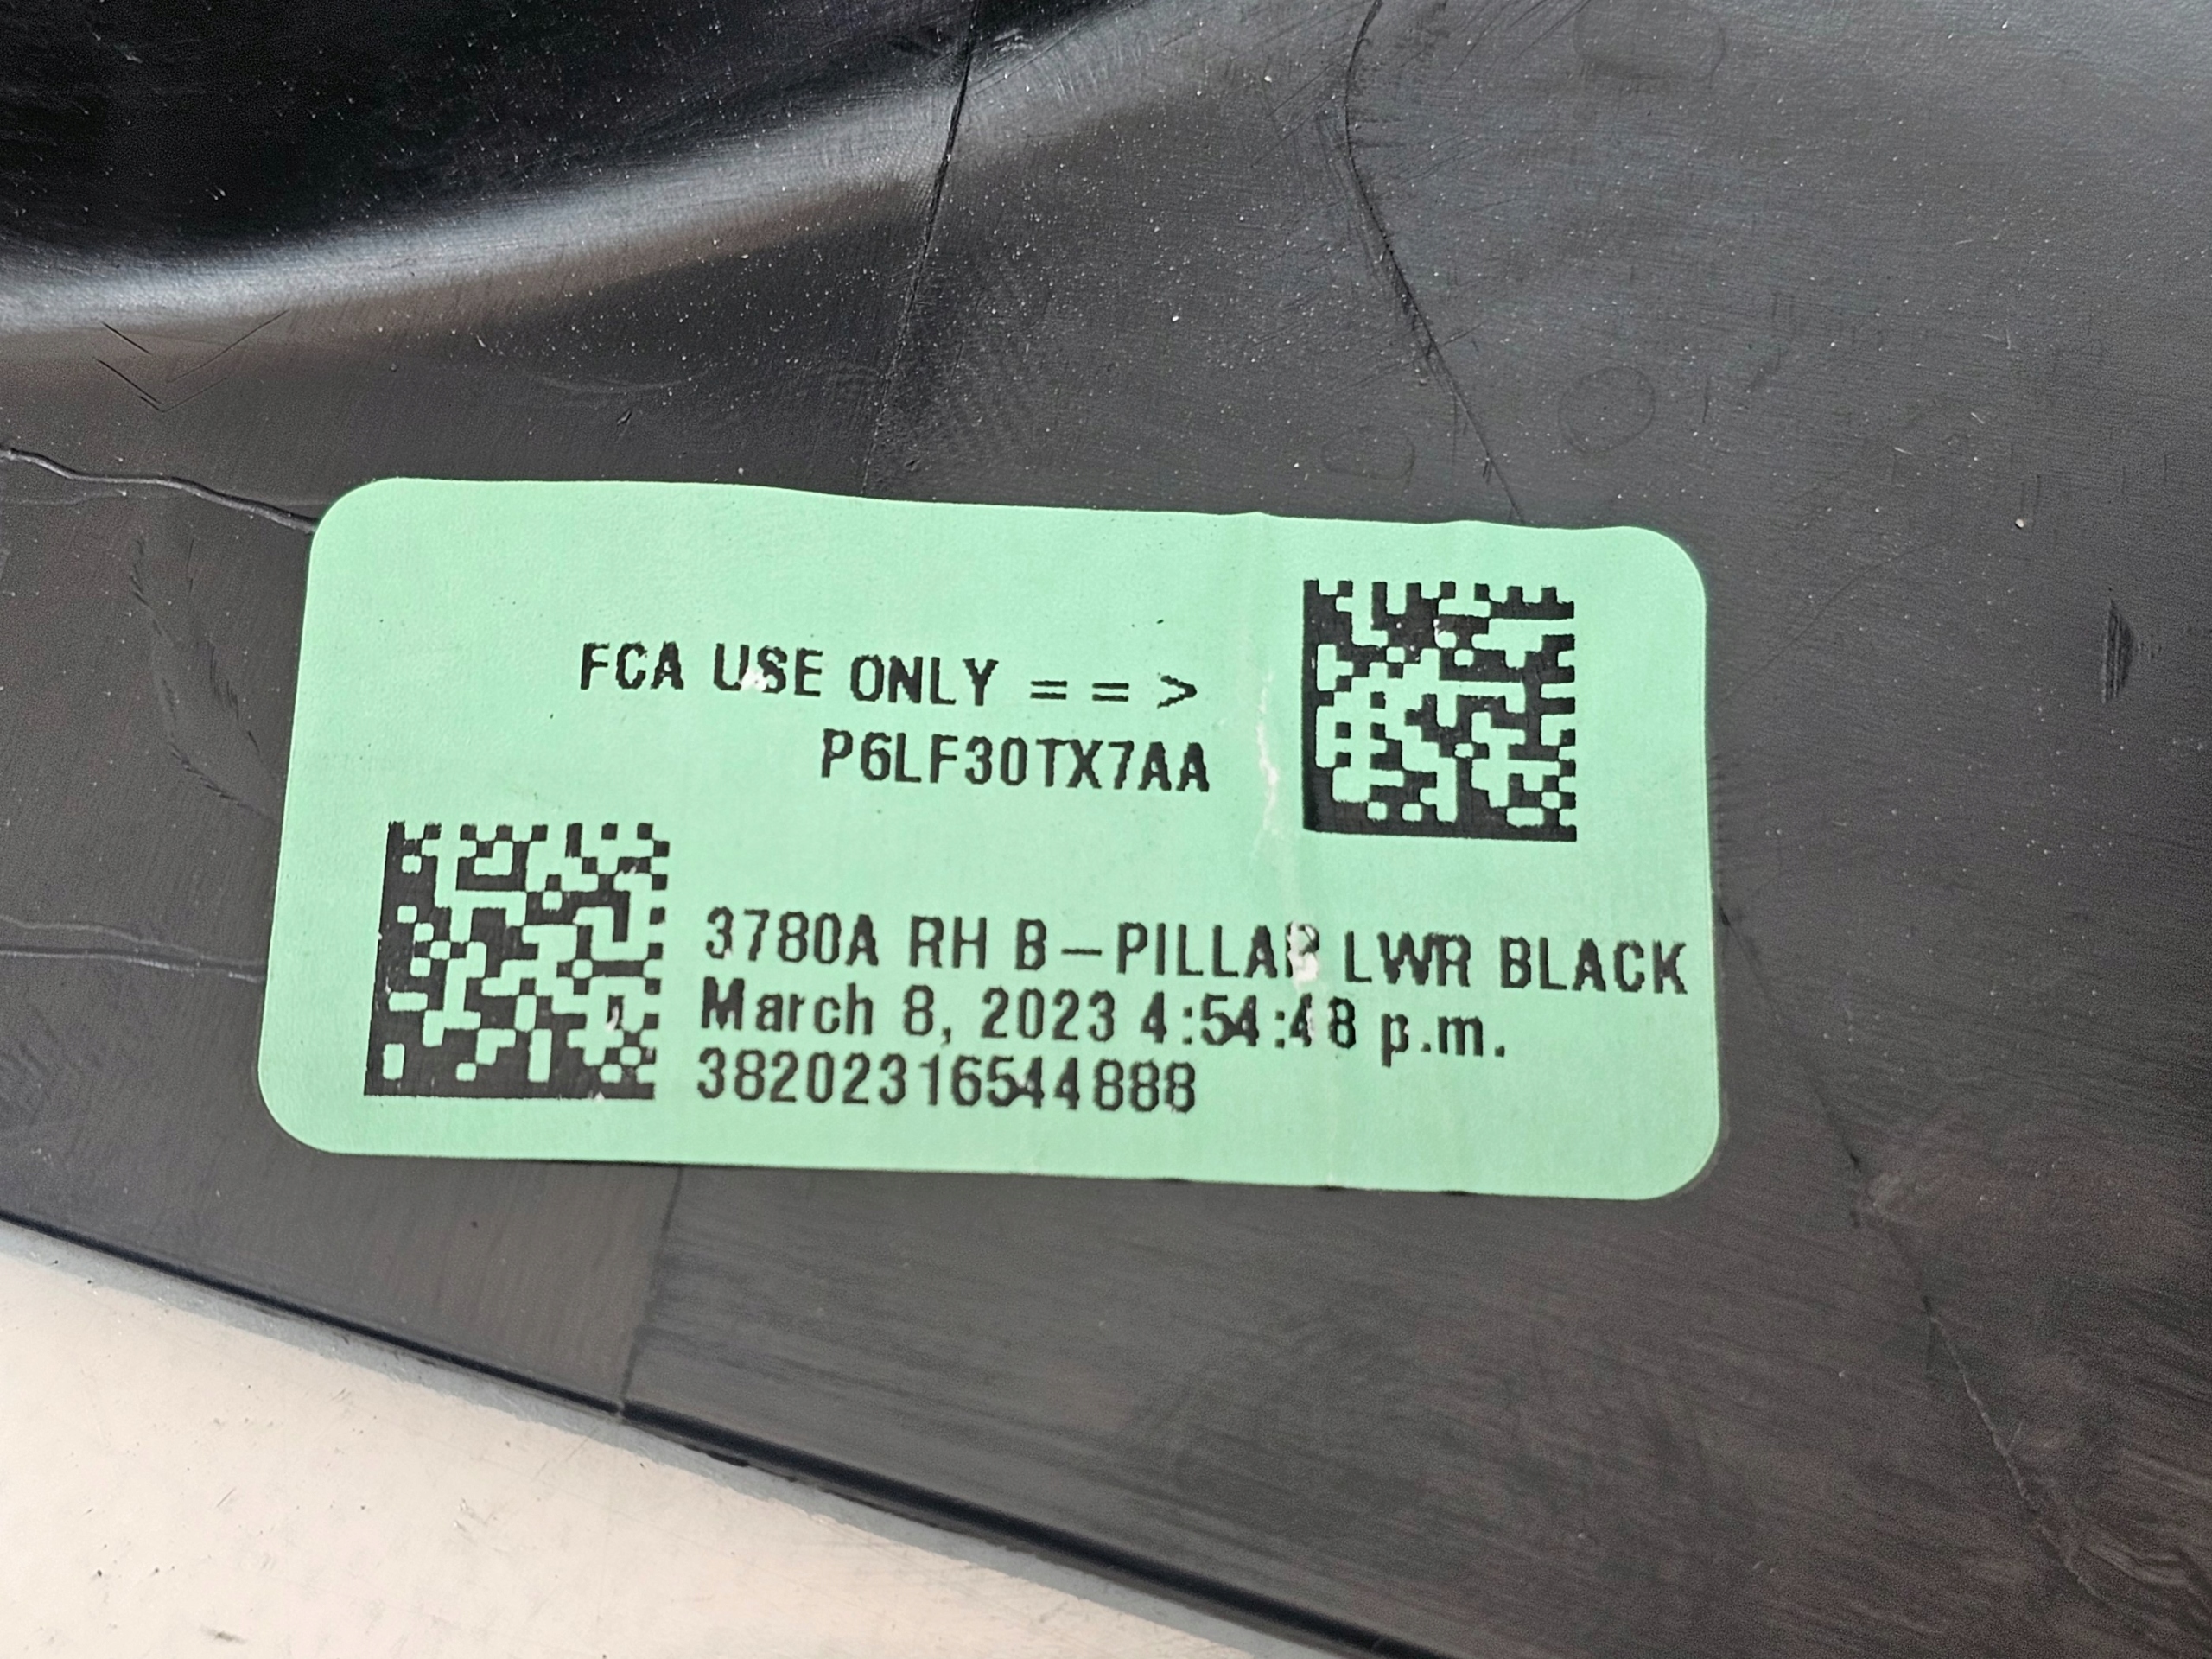 FCA USE ONLY = = >
P6LF30TX7AA
3780A RH B-PILLAR LWR BLACK
March 8, 2023 4:54:48 p.m.
38202316544888